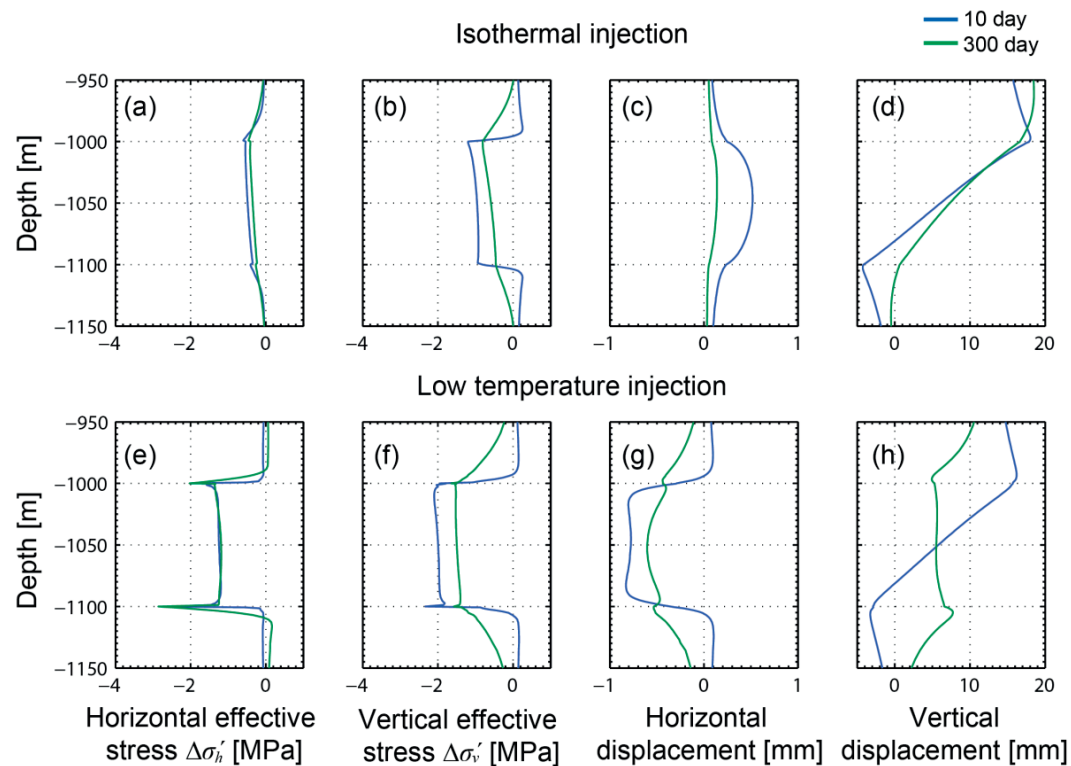 Isothermal injection
10 day
300 day
Depth [m]
−950
−1000
−1050
−1100
−1150
(a)
(b)
(c)
(d)
−4 −2 0
−4 −2 0
−1 0 1
0 10 20
Low temperature injection
Depth [m]
−950
−1000
−1050
−1100
−1150
(e)
(f)
(g)
(h)
−4 −2 0
−4 −2 0
−1 0 1
0 10 20
Horizontal effective
stress Δσh′ [MPa]
Vertical effective
stress Δσv′ [MPa]
Horizontal
displacement [mm]
Vertical
displacement [mm]